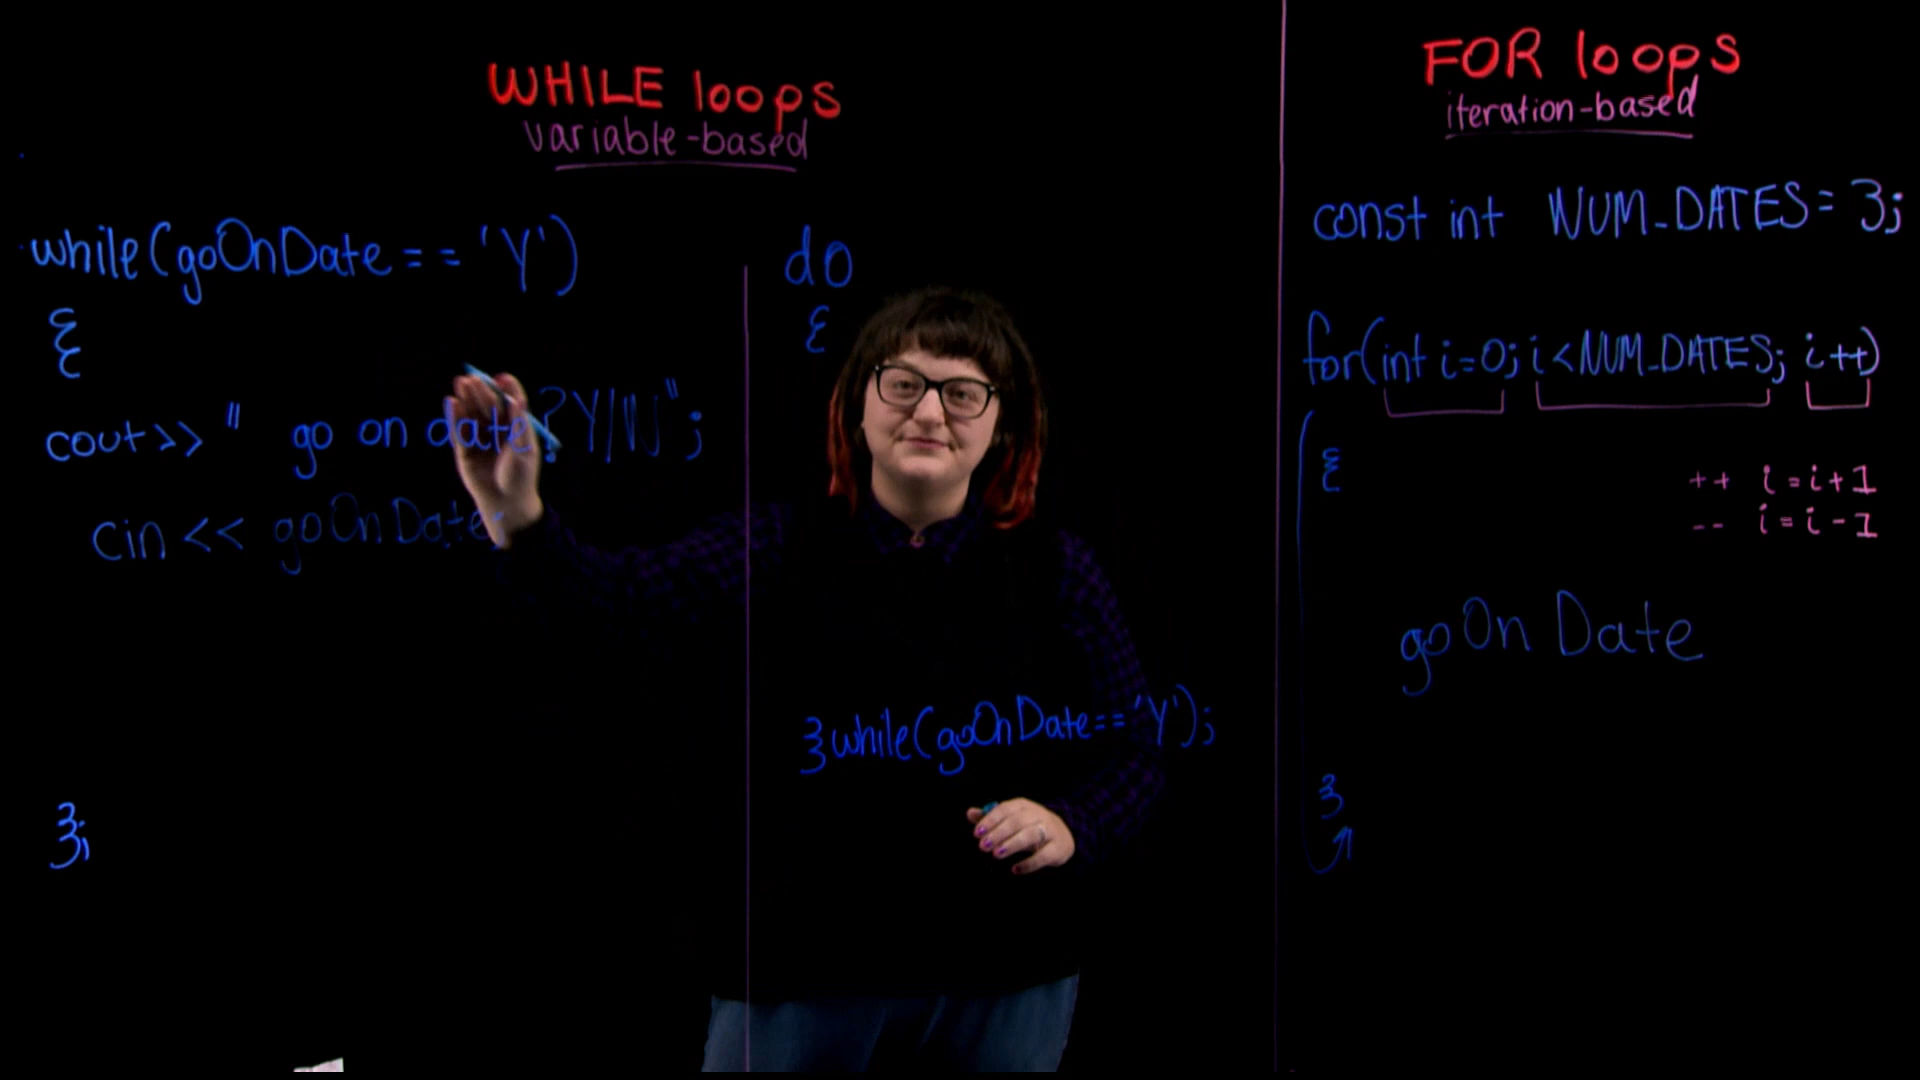 WHILE loops
variable-based
while(goOnDate == 'Y')
{
cout>> " go on date? Y/N";
cin << goOnDate;
};
do
{
}while(goOnDate=='Y');
FOR loops
iteration-based
const int NUM_DATES = 3;
for(int i=0; i<NUM_DATES; i++)
{
++ i=i+1
-- i=i-1
goOnDate
}